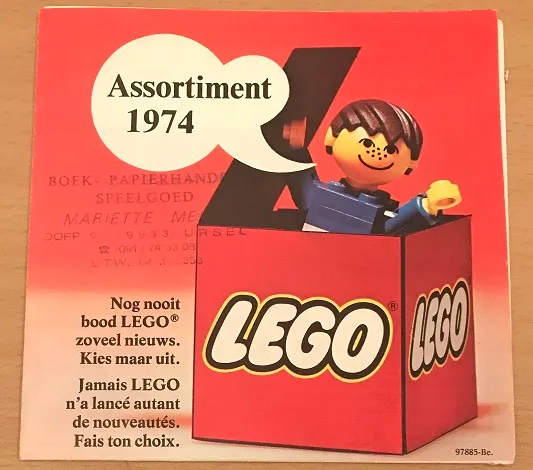 Assortiment
1974
BOEK- PAPIERHAND
SPEELGOED
MARIETTE
URSEL
Nog nooit
bood LEGO®
zoveel nieuws.
Kies maar uit.
Jamais LEGO
n'a lancé autant
de nouveautés.
Fais ton choix.
LEGO®
LEGO
97885-Be.